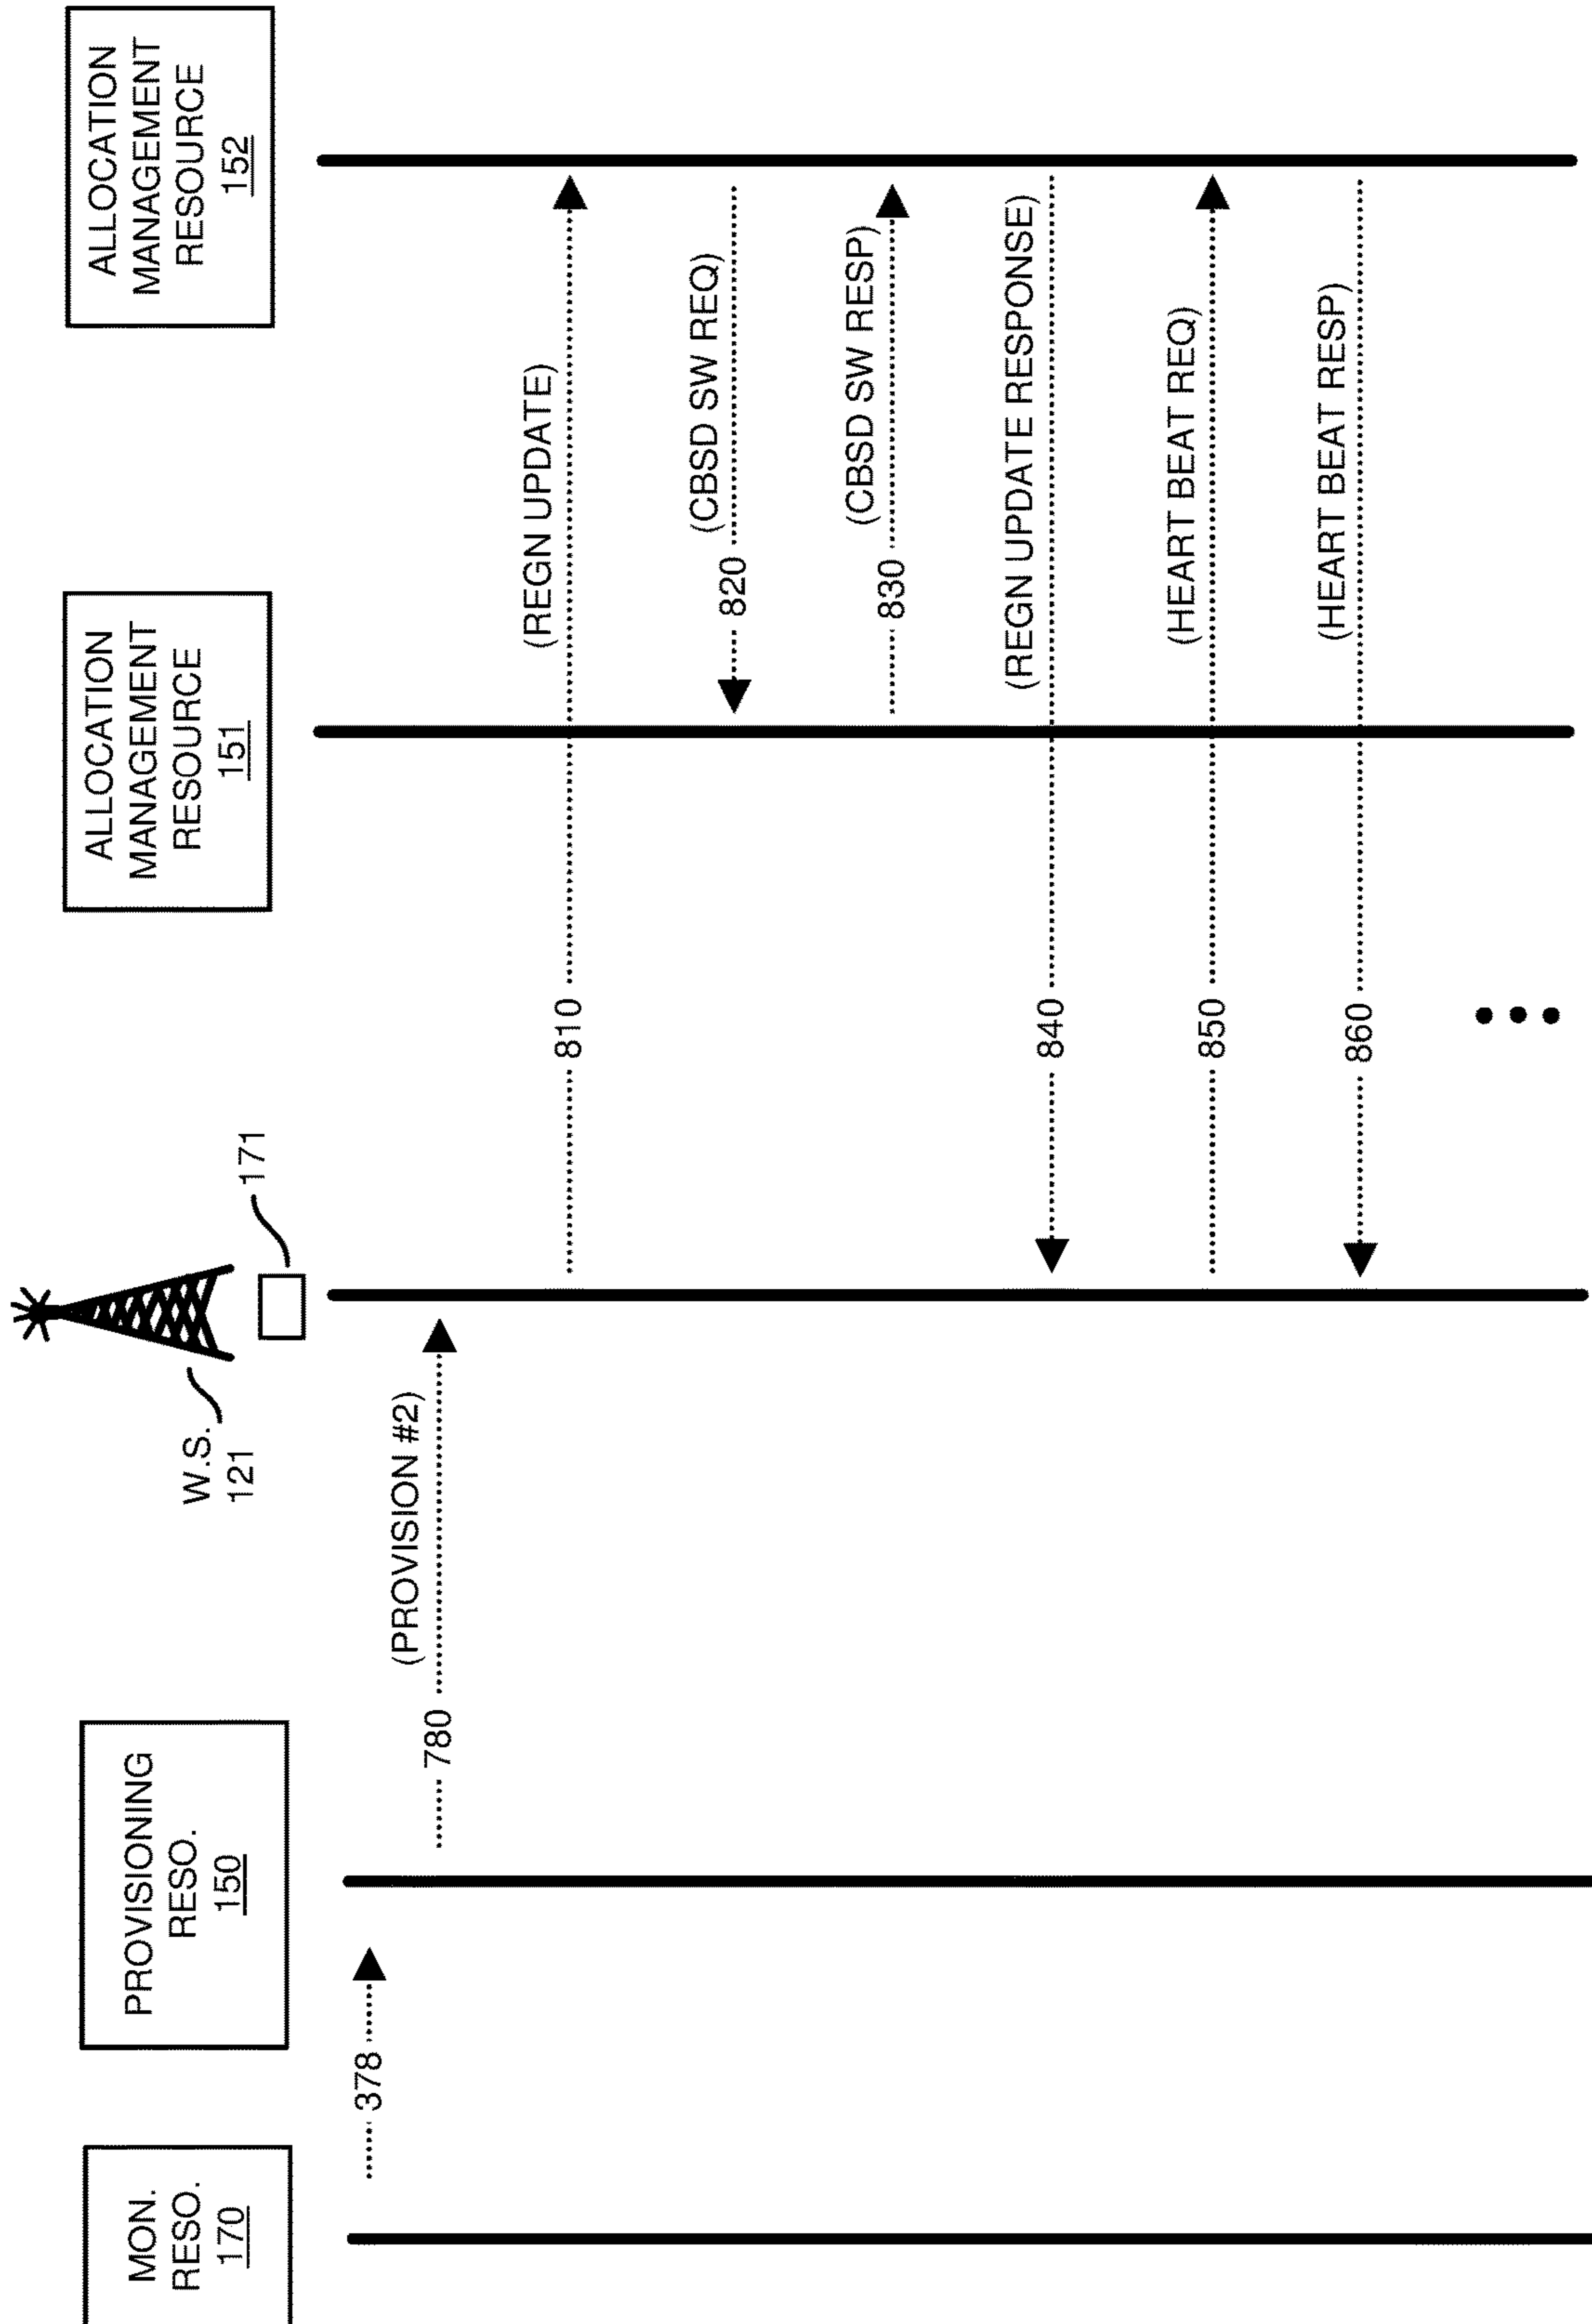 MON.
RESO.
170
PROVISIONING
RESO.
150
W.S.
121
171
ALLOCATION
MANAGEMENT
RESOURCE
151
ALLOCATION
MANAGEMENT
RESOURCE
152
378
780
(PROVISION #2)
810
(REGN UPDATE)
820
(CBSD SW REQ)
830
(CBSD SW RESP)
840
(REGN UPDATE RESPONSE)
850
(HEART BEAT REQ)
860
(HEART BEAT RESP)